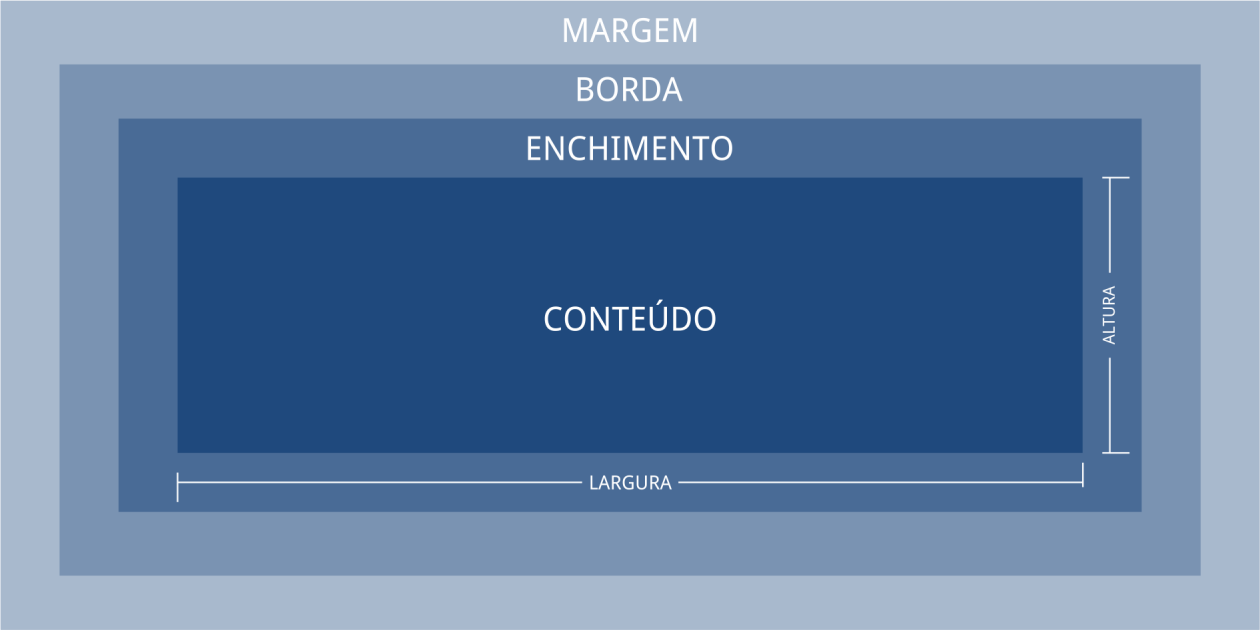 MARGEM
BORDA
ENCHIMENTO
CONTEÚDO
ALTURA
LARGURA